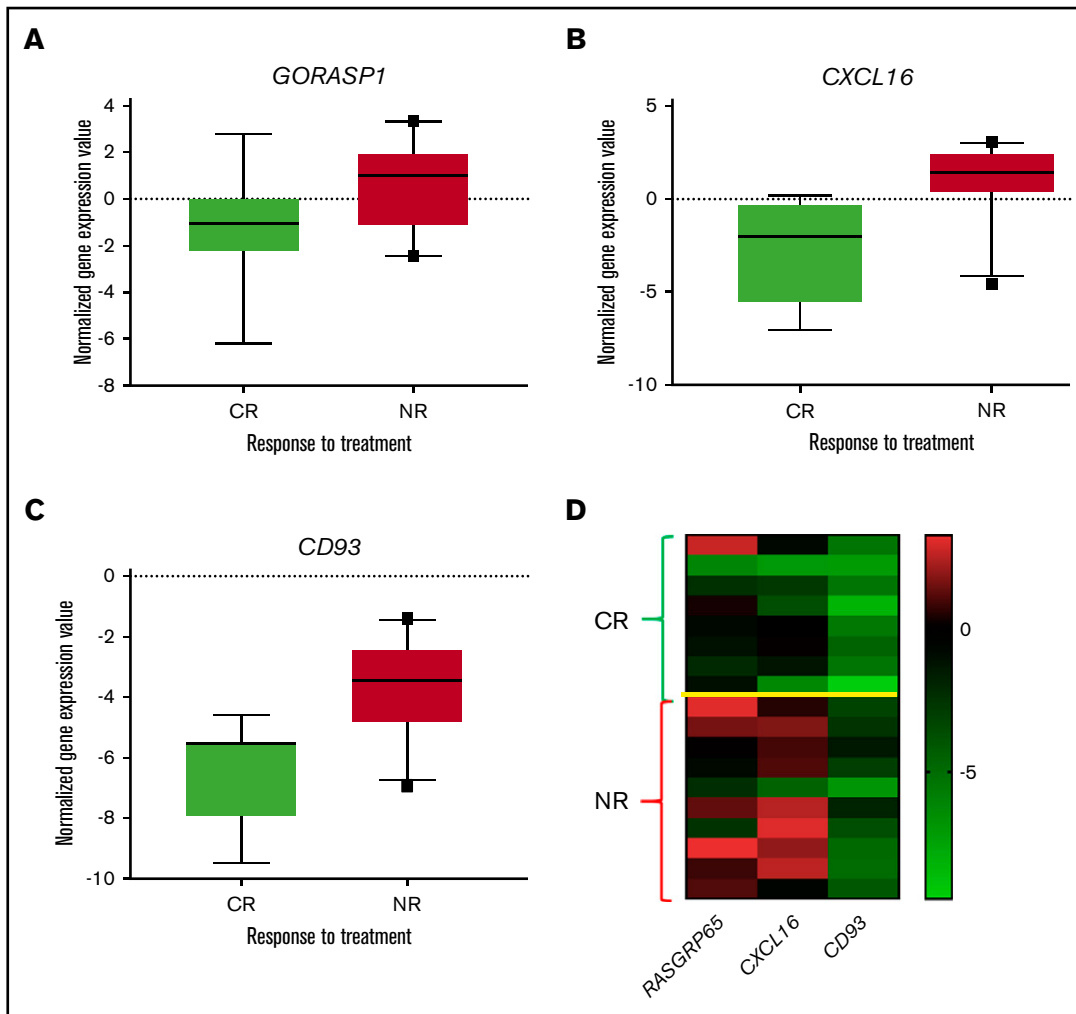 A
GORASP1
Normalized gene expression value
4
2
0
-2
-4
-6
-8
CR
NR
Response to treatment
B
CXCL16
Normalized gene expression value
5
0
-5
-10
CR
NR
Response to treatment
C
CD93
Normalized gene expression value
0
-2
-4
-6
-8
-10
CR
NR
Response to treatment
D
CR
NR
0
-5
RASGRP65
CXCL16
CD93